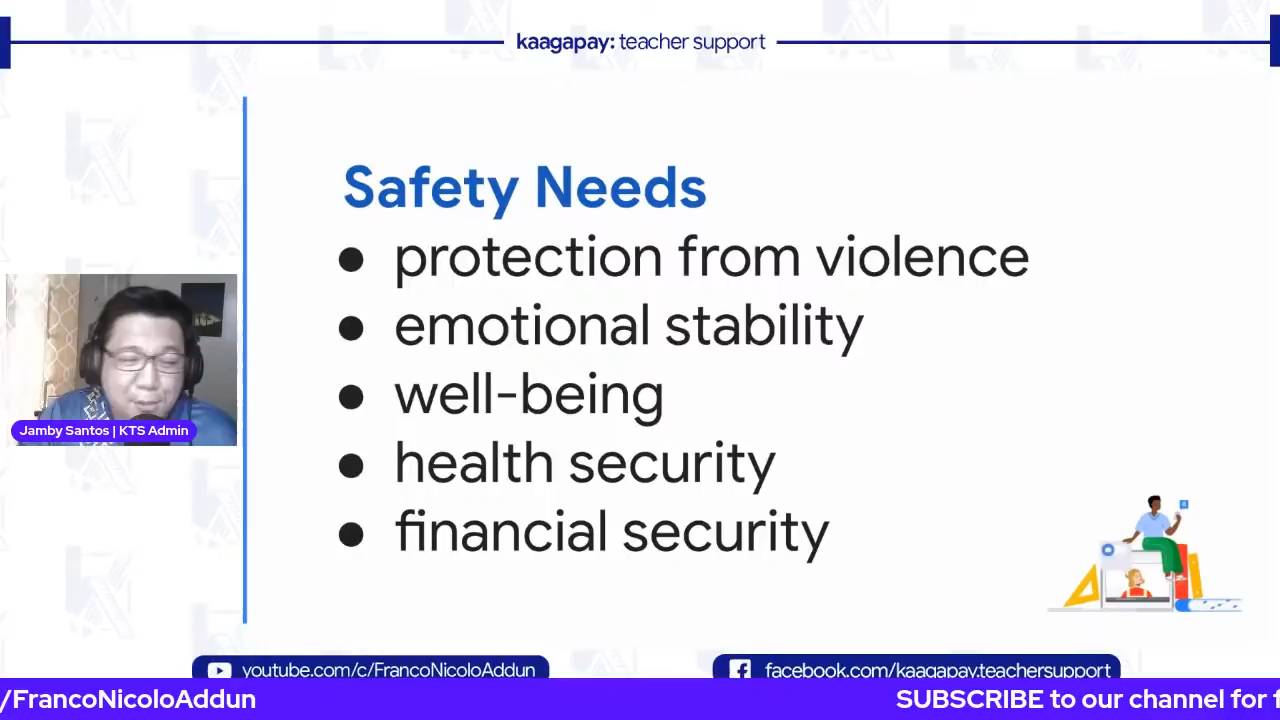 kaagapay: teacher support
Safety Needs
● protection from violence
● emotional stability
● well-being
● health security
● financial security
Jamby Santos | KTS Admin
youtube.com/c/FrancoNicoloAddun
facebook.com/kaagapay.teachersupport
/FrancoNicoloAddun
SUBSCRIBE to our channel for f